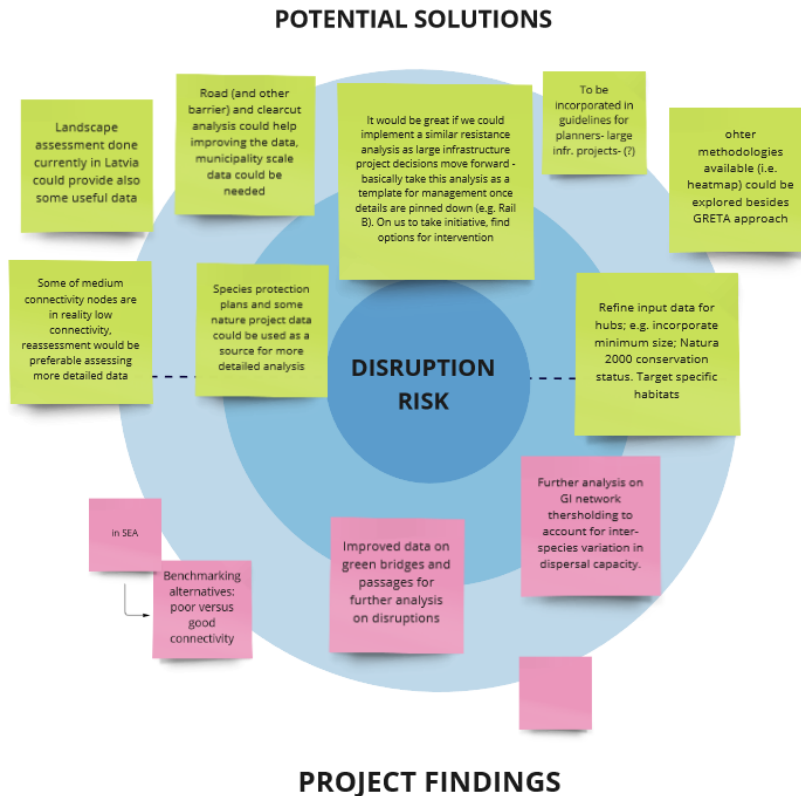 POTENTIAL SOLUTIONS
Landscape
assessment done
currently in Latvia
could provide also
some useful data
Road (and other
barrier) and clearcut
analysis could help
improving the data,
municipality scale
data could be
needed
It would be great if we could
implement a similar resistance
analysis as large infrastructure
project decisions move forward -
basically take this analysis as a
template for management once
details are pinned down (e.g. Rail
B). On us to take initiative, find
options for intervention
To be
incorporated in
guidelines for
planners- large
infr. projects- (?)
ohter
methodologies
available (i.e.
heatmap) could be
explored besides
GRETA approach
Some of medium
connectivity nodes are
in reality low
connectivity,
reassessment would be
preferable assessing
more detailed data
Species protection
plans and some
nature project data
could be used as a
source for more
detailed analysis
DISRUPTION
RISK
Refine input data for
hubs; e.g. incorporate
minimum size; Natura
2000 conservation
status. Target specific
habitats
in SEA
Benchmarking
alternatives:
poor versus
good
connectivity
Improved data on
green bridges and
passages for
further analysis
on disruptions
Further analysis on
GI network
thersholding to
account for inter-
species variation in
dispersal capacity.
PROJECT FINDINGS